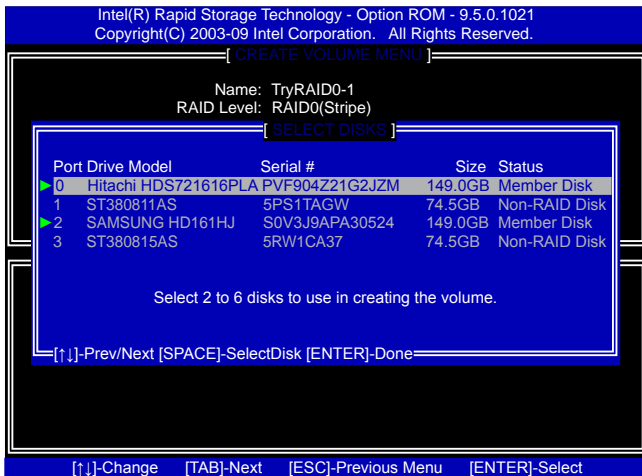 Intel(R) Rapid Storage Technology - Option ROM - 9.5.0.1021
Copyright(C) 2003-09 Intel Corporation. All Rights Reserved.
[ CREATE VOLUME MENU ]
Name: TryRAID0-1
RAID Level: RAID0(Stripe)
[ SELECT DISKS ]
Port Drive Model Serial # Size Status
0 Hitachi HDS721616PLA PVF904Z21G2JZM 149.0GB Member Disk
1 ST380811AS 5PS1TAGW 74.5GB Non-RAID Disk
2 SAMSUNG HD161HJ S0V3J9APA30524 149.0GB Member Disk
3 ST380815AS 5RW1CA37 74.5GB Non-RAID Disk
Select 2 to 6 disks to use in creating the volume.
[↑↓]-Prev/Next [SPACE]-SelectDisk [ENTER]-Done
[↑↓]-Change [TAB]-Next [ESC]-Previous Menu [ENTER]-Select